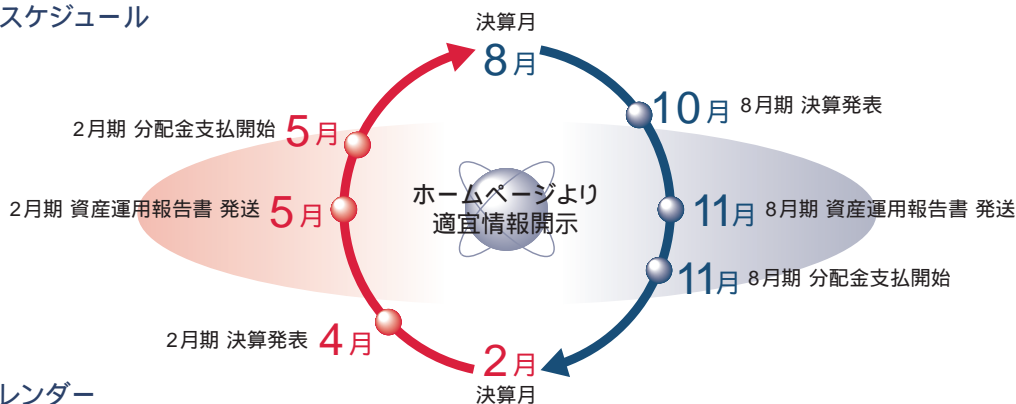 スケジュール
決算月
8月
10月 8月期 決算発表
2月期 分配金支払開始 5月
ホームページより
適宜情報開示
2月期 資産運用報告書 発送 5月
11月 8月期 資産運用報告書 発送
11月 8月期 分配金支払開始
2月期 決算発表 4月
2月
決算月
レンダー